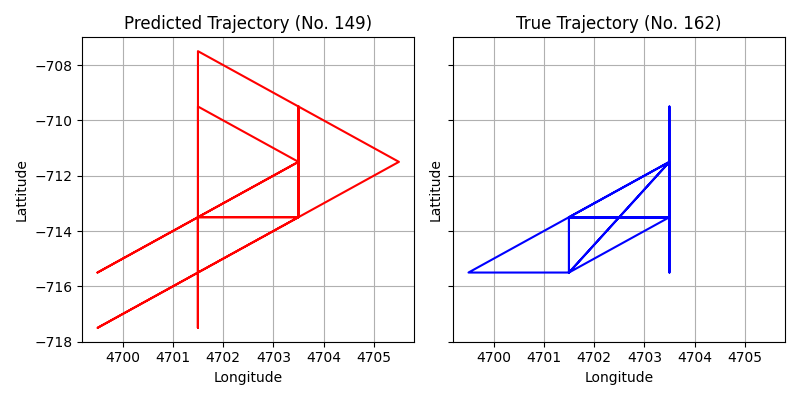 Predicted Trajectory (No. 149)
True Trajectory (No. 162)
Lattitude
−708
−710
−712
−714
−716
−718
4700 4701 4702 4703 4704 4705
Longitude
Lattitude
4700 4701 4702 4703 4704 4705
Longitude